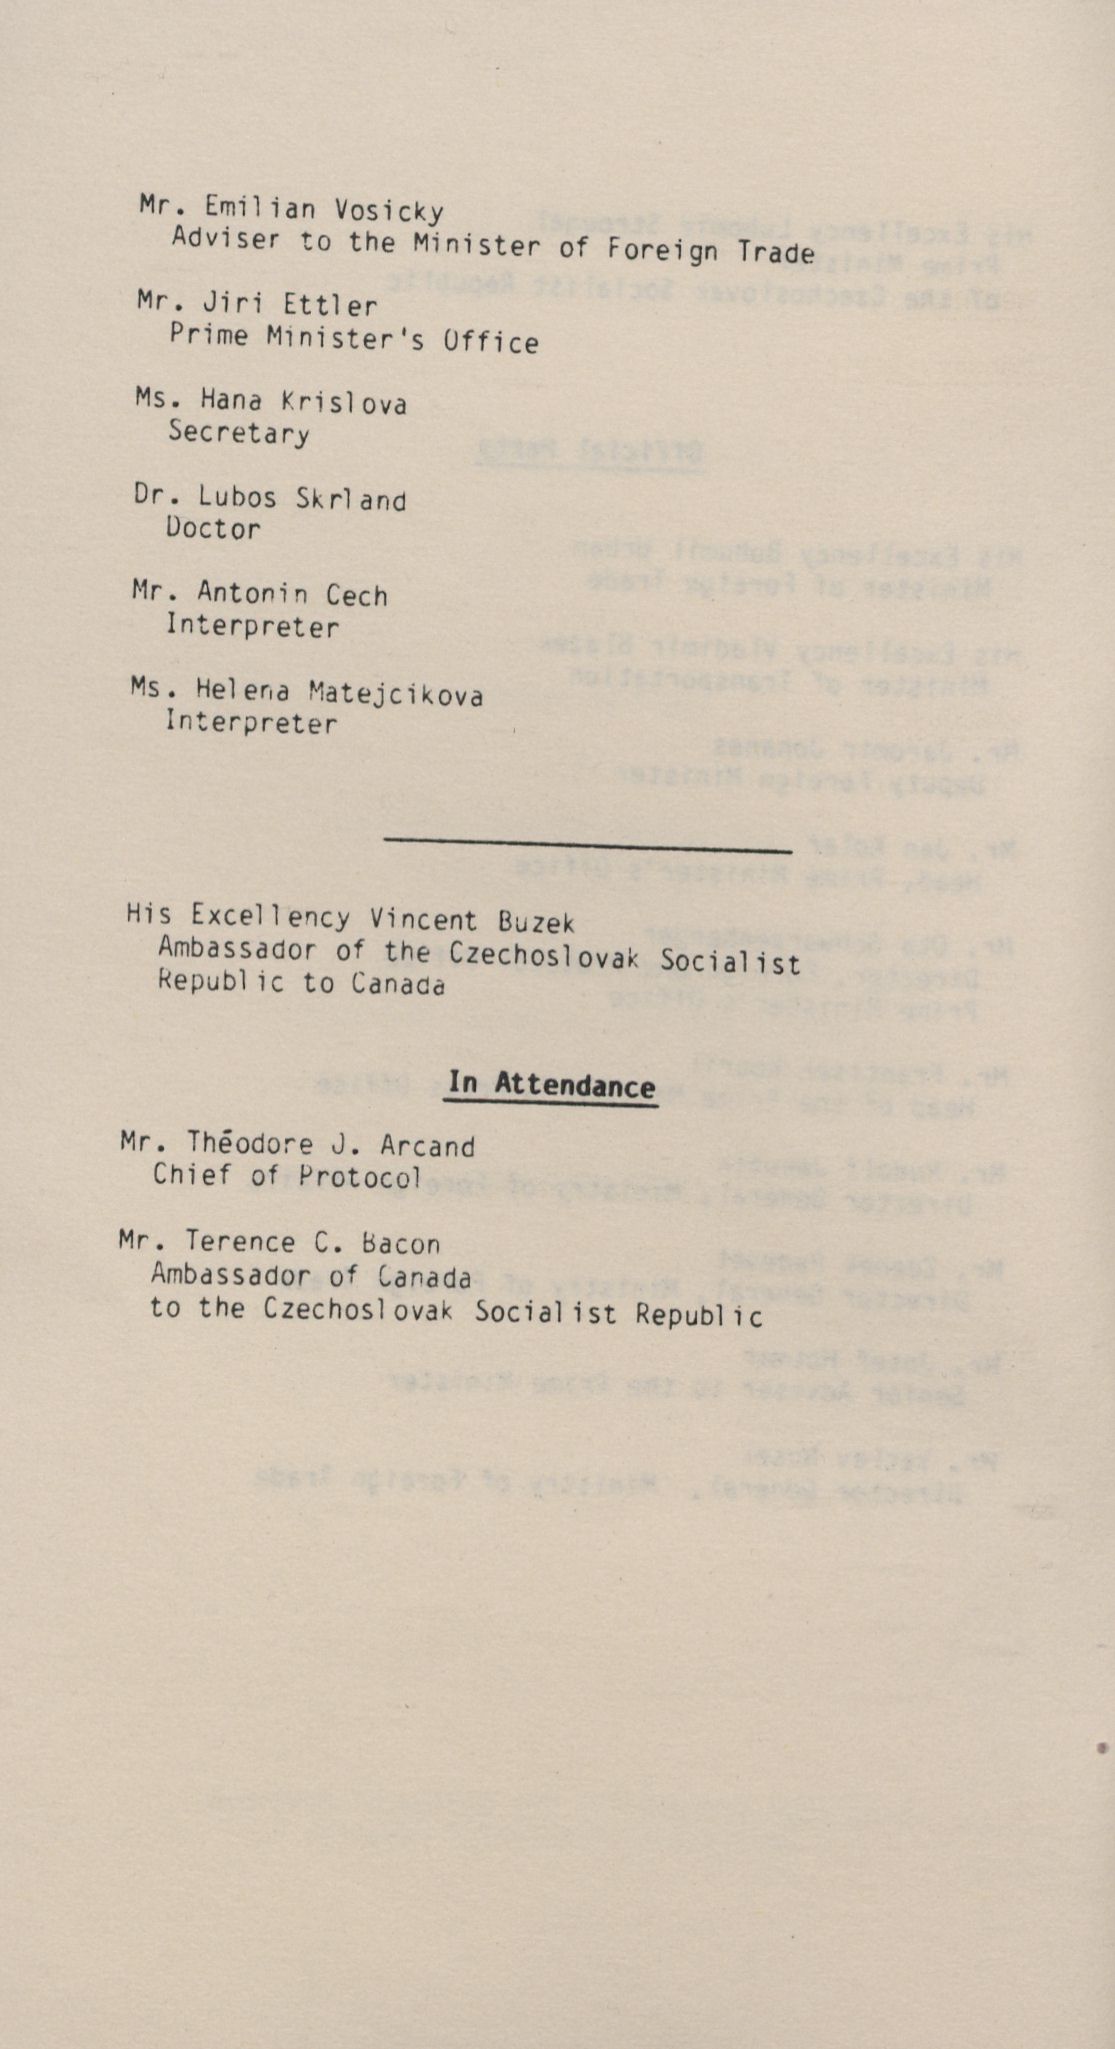 Mr. Emilian Vosicky
Adviser to the Minister of Foreign Trade
Mr. Jiri Ettler
Prime Minister's Office
Ms. Hana Krislova
Secretary
Dr. Lubos Skrland
Doctor
Mr. Antonin Cech
Interpreter
Ms. Helena Matejcikova
Interpreter
His Excellency Vincent Buzek
Ambassador of the Czechoslovak Socialist
Republic to Canada
In Attendance
Mr. Théodore J. Arcand
Chief of Protocol
Mr. Terence C. Bacon
Ambassador of Canada
to the Czechoslovak Socialist Republic